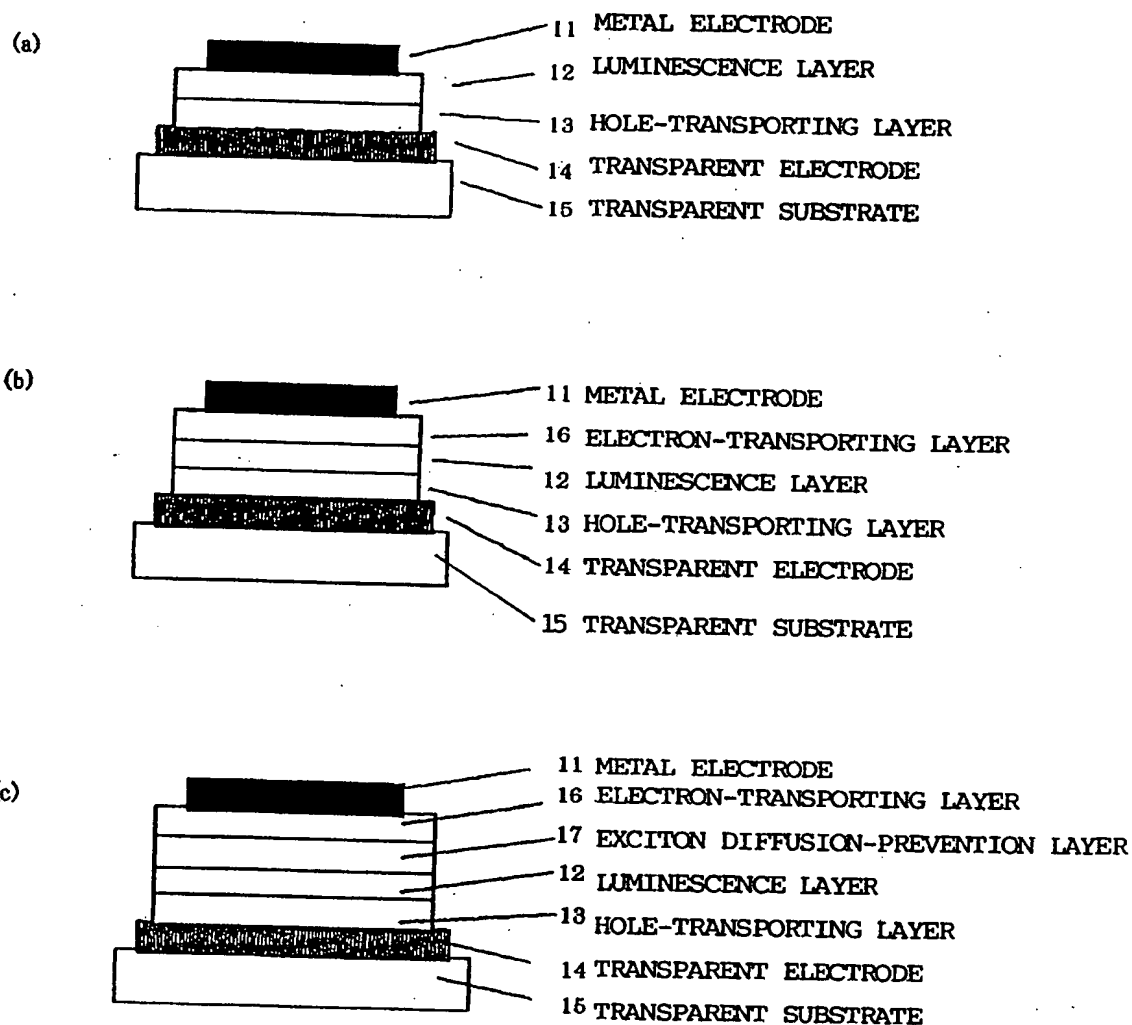 (a)
11 METAL ELECTRODE
12 LUMINESCENCE LAYER
13 HOLE-TRANSPORTING LAYER
14 TRANSPARENT ELECTRODE
15 TRANSPARENT SUBSTRATE
(b)
11 METAL ELECTRODE
16 ELECTRON-TRANSPORTING LAYER
12 LUMINESCENCE LAYER
13 HOLE-TRANSPORTING LAYER
14 TRANSPARENT ELECTRODE
15 TRANSPARENT SUBSTRATE
(c)
11 METAL ELECTRODE
16 ELECTRON-TRANSPORTING LAYER
17 EXCITON DIFFUSION-PREVENTION LAYER
12 LUMINESCENCE LAYER
13 HOLE-TRANSPORTING LAYER
14 TRANSPARENT ELECTRODE
15 TRANSPARENT SUBSTRATE